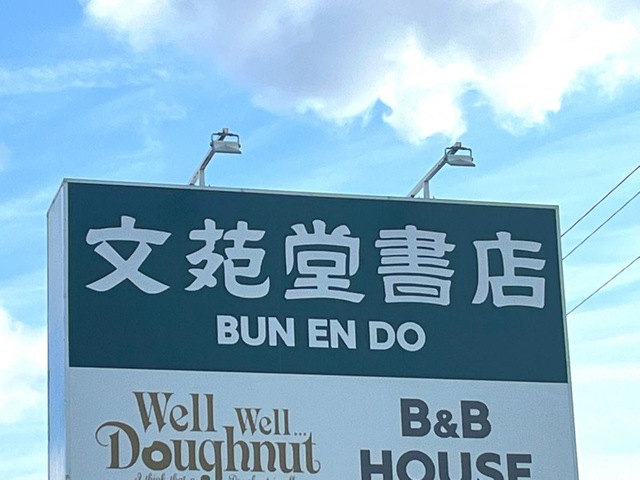 文苑堂書店
BUN EN DO
Well Well...
Doughnut
B&B
HOUSE